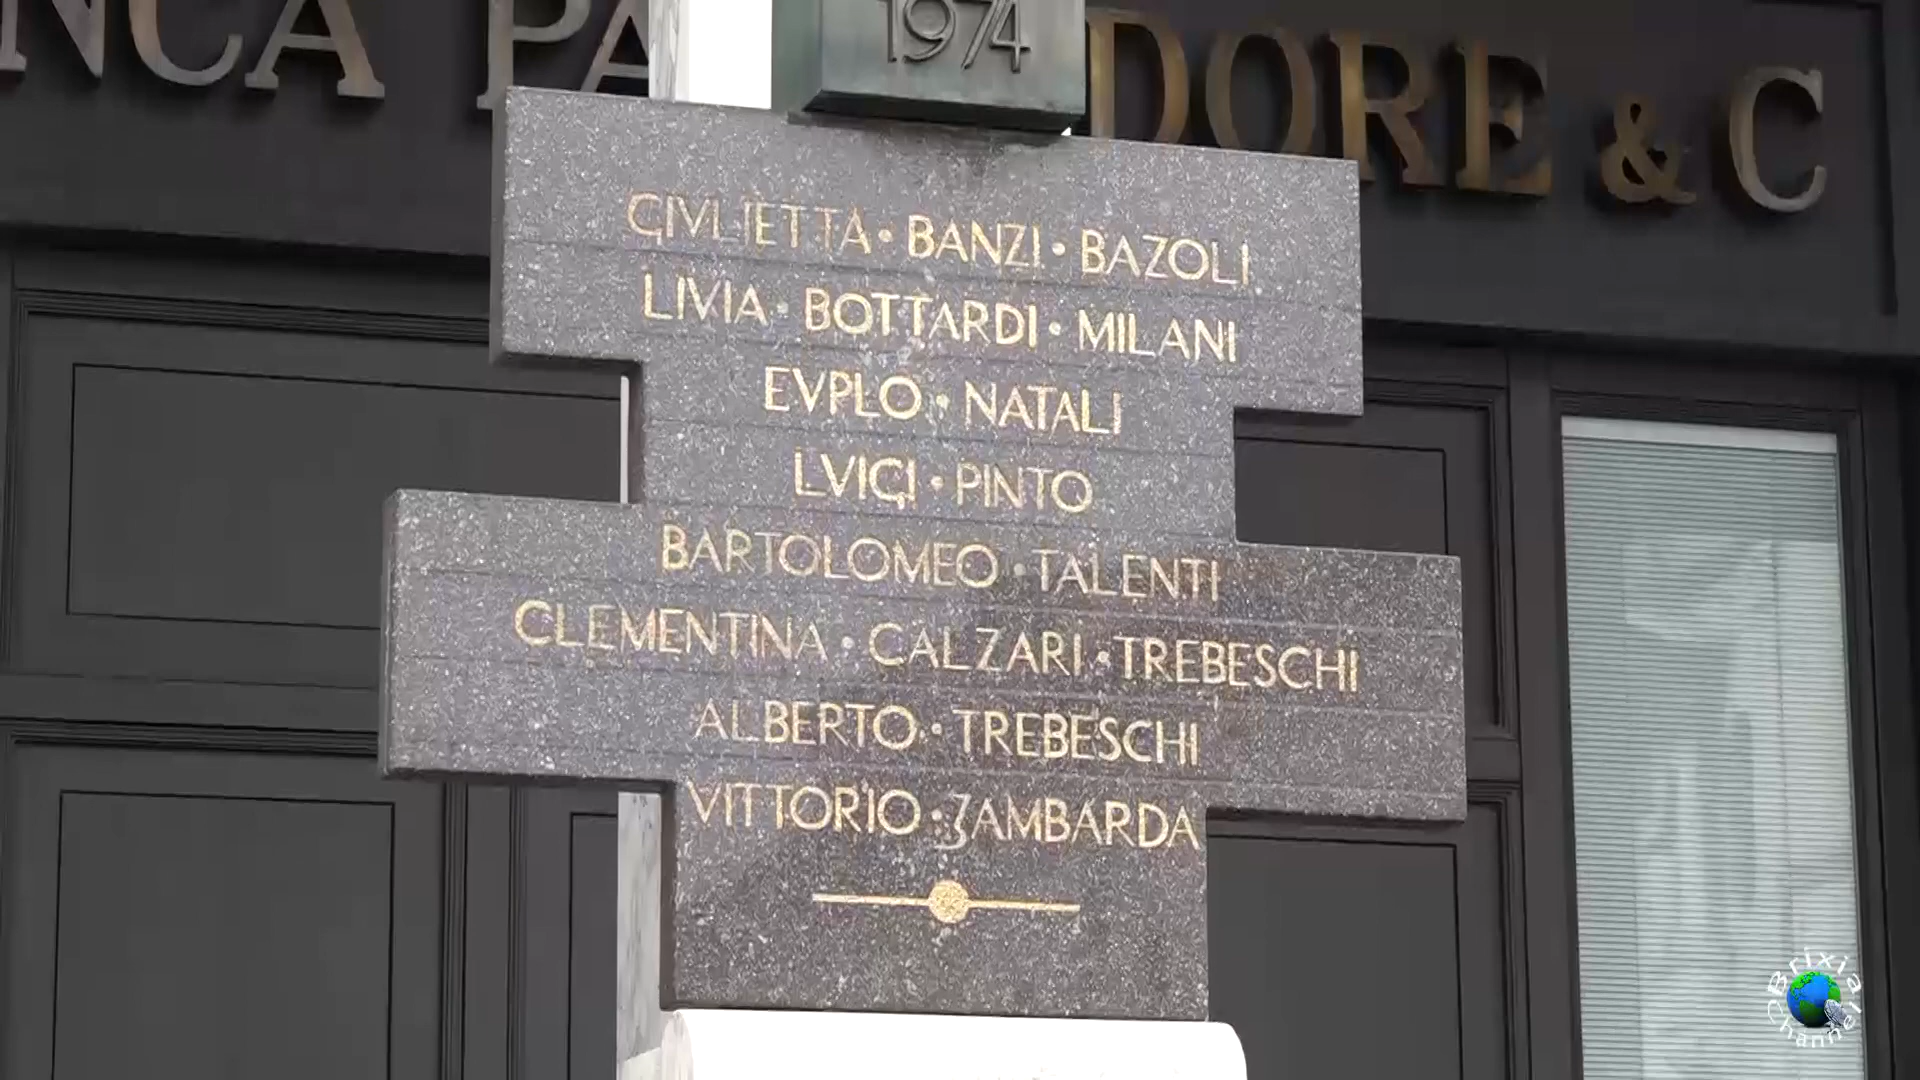 NCA PA DORE & C
1974
GIVLIETTA • BANZI • BAZOLI
LIVIA • BOTTARDI • MILANI
EVPLO • NATALI
LVIGI • PINTO
BARTOLOMEO • TALENTI
CLEMENTINA • CALZARI • TREBESCHI
ALBERTO • TREBESCHI
VITTORIO • ZAMBARDA
Brixia
Channel